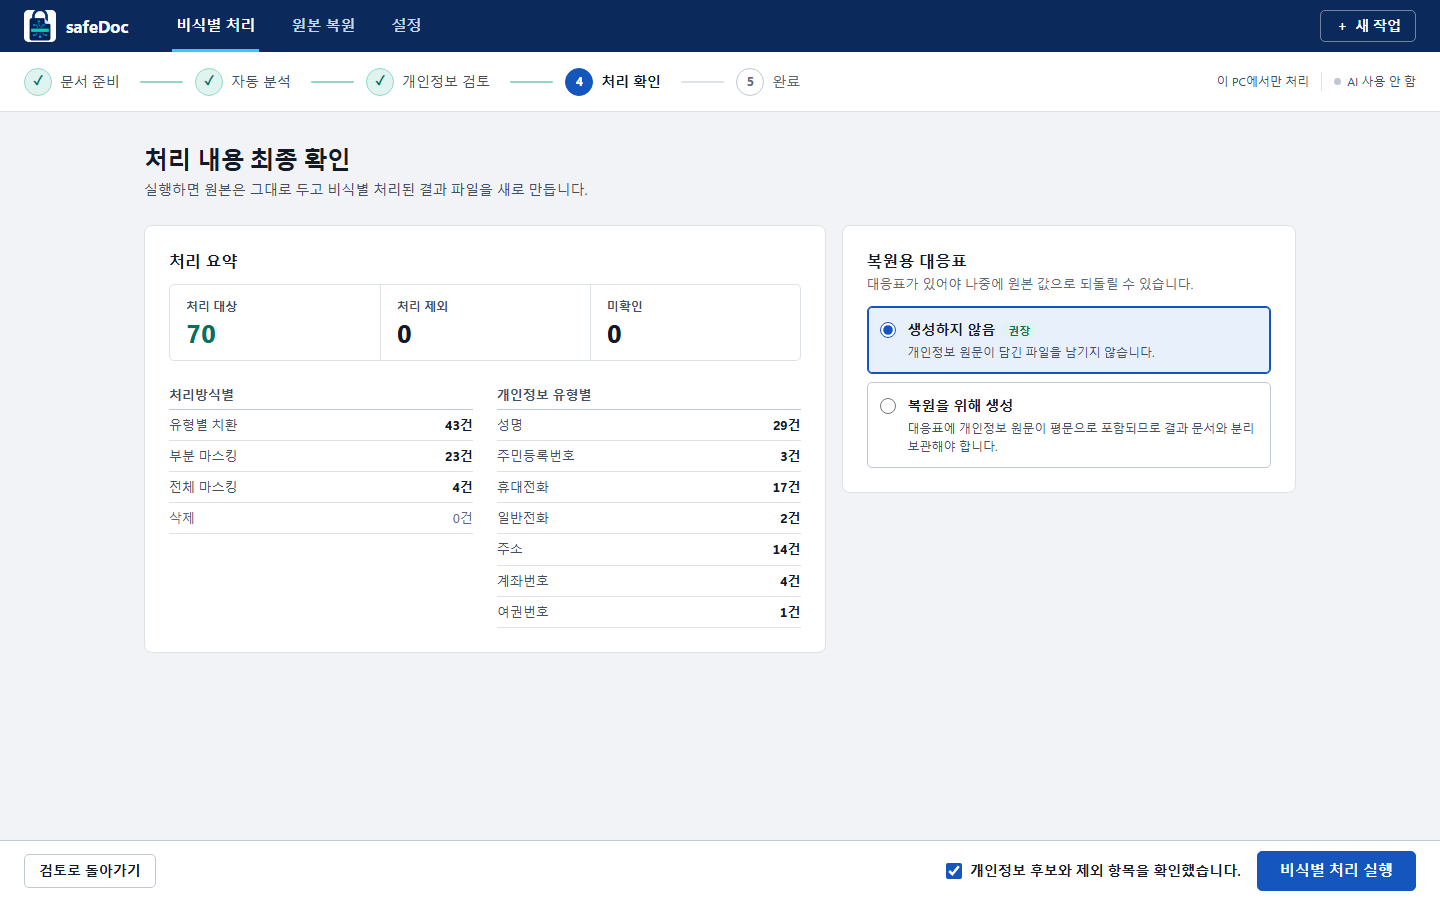 safeDoc
비식별 처리
원본 복원
설정
+ 새 작업
✓ 문서 준비
✓ 자동 분석
✓ 개인정보 검토
4 처리 확인
5 완료
이 PC에서만 처리
AI 사용 안 함
처리 내용 최종 확인
실행하면 원본은 그대로 두고 비식별 처리된 결과 파일을 새로 만듭니다.
처리 요약
처리 대상
70
처리 제외
0
미확인
0
처리방식별
유형별 치환 43건
부분 마스킹 23건
전체 마스킹 4건
삭제 0건
개인정보 유형별
성명 29건
주민등록번호 3건
휴대전화 17건
일반전화 2건
주소 14건
계좌번호 4건
여권번호 1건
복원용 대응표
대응표가 있어야 나중에 원본 값으로 되돌릴 수 있습니다.
생성하지 않음 권장
개인정보 원문이 담긴 파일을 남기지 않습니다.
복원을 위해 생성
대응표에 개인정보 원문이 평문으로 포함되므로 결과 문서와 분리
보관해야 합니다.
검토로 돌아가기
개인정보 후보와 제외 항목을 확인했습니다.
비식별 처리 실행